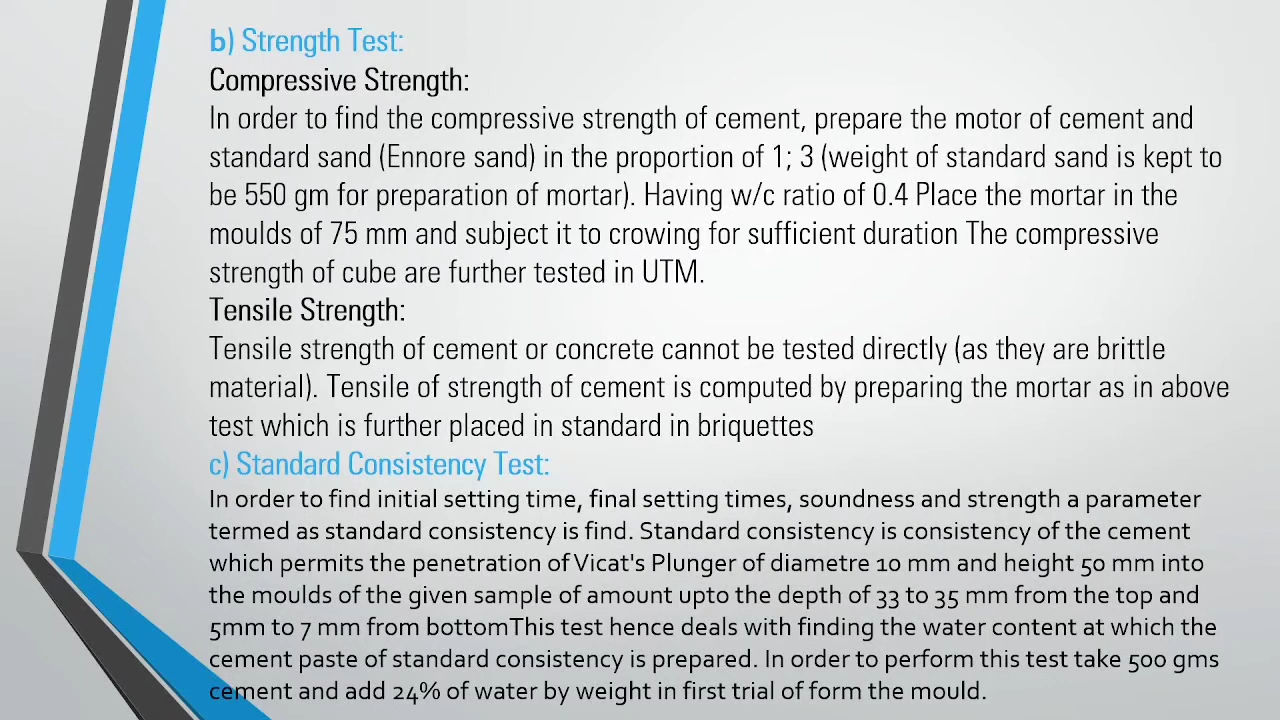 b) Strength Test:
Compressive Strength:
In order to find the compressive strength of cement, prepare the motor of cement and
standard sand (Ennore sand) in the proportion of 1; 3 (weight of standard sand is kept to
be 550 gm for preparation of mortar). Having w/c ratio of 0.4 Place the mortar in the
moulds of 75 mm and subject it to crowing for sufficient duration The compressive
strength of cube are further tested in UTM.
Tensile Strength:
Tensile strength of cement or concrete cannot be tested directly (as they are brittle
material). Tensile of strength of cement is computed by preparing the mortar as in above
test which is further placed in standard in briquettes
c) Standard Consistency Test:
In order to find initial setting time, final setting times, soundness and strength a parameter
termed as standard consistency is find. Standard consistency is consistency of the cement
which permits the penetration of Vicat's Plunger of diametre 10 mm and height 50 mm into
the moulds of the given sample of amount upto the depth of 33 to 35 mm from the top and
5mm to 7 mm from bottomThis test hence deals with finding the water content at which the
cement paste of standard consistency is prepared. In order to perform this test take 500 gms
cement and add 24% of water by weight in first trial of form the mould.